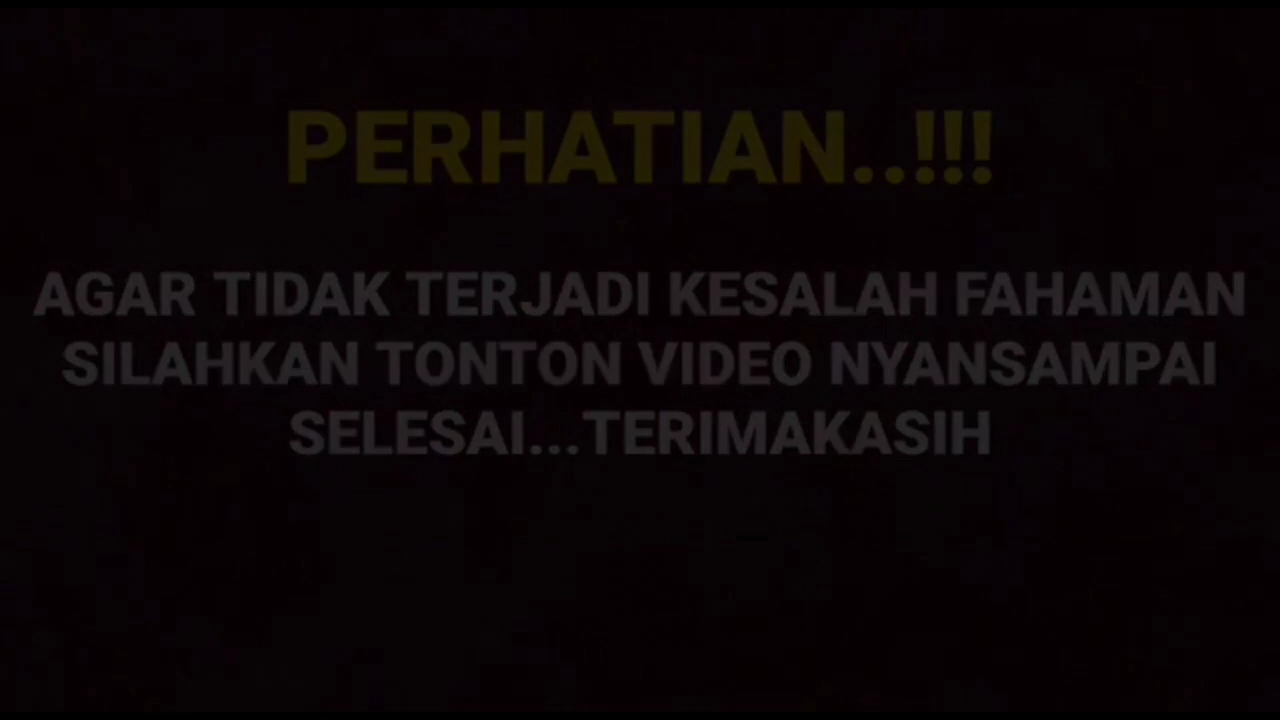 PERHATIAN..!!!
AGAR TIDAK TERJADI KESALAH FAHAMAN
SILAHKAN TONTON VIDEO NYANSAMPAI
SELESAI...TERIMAKASIH